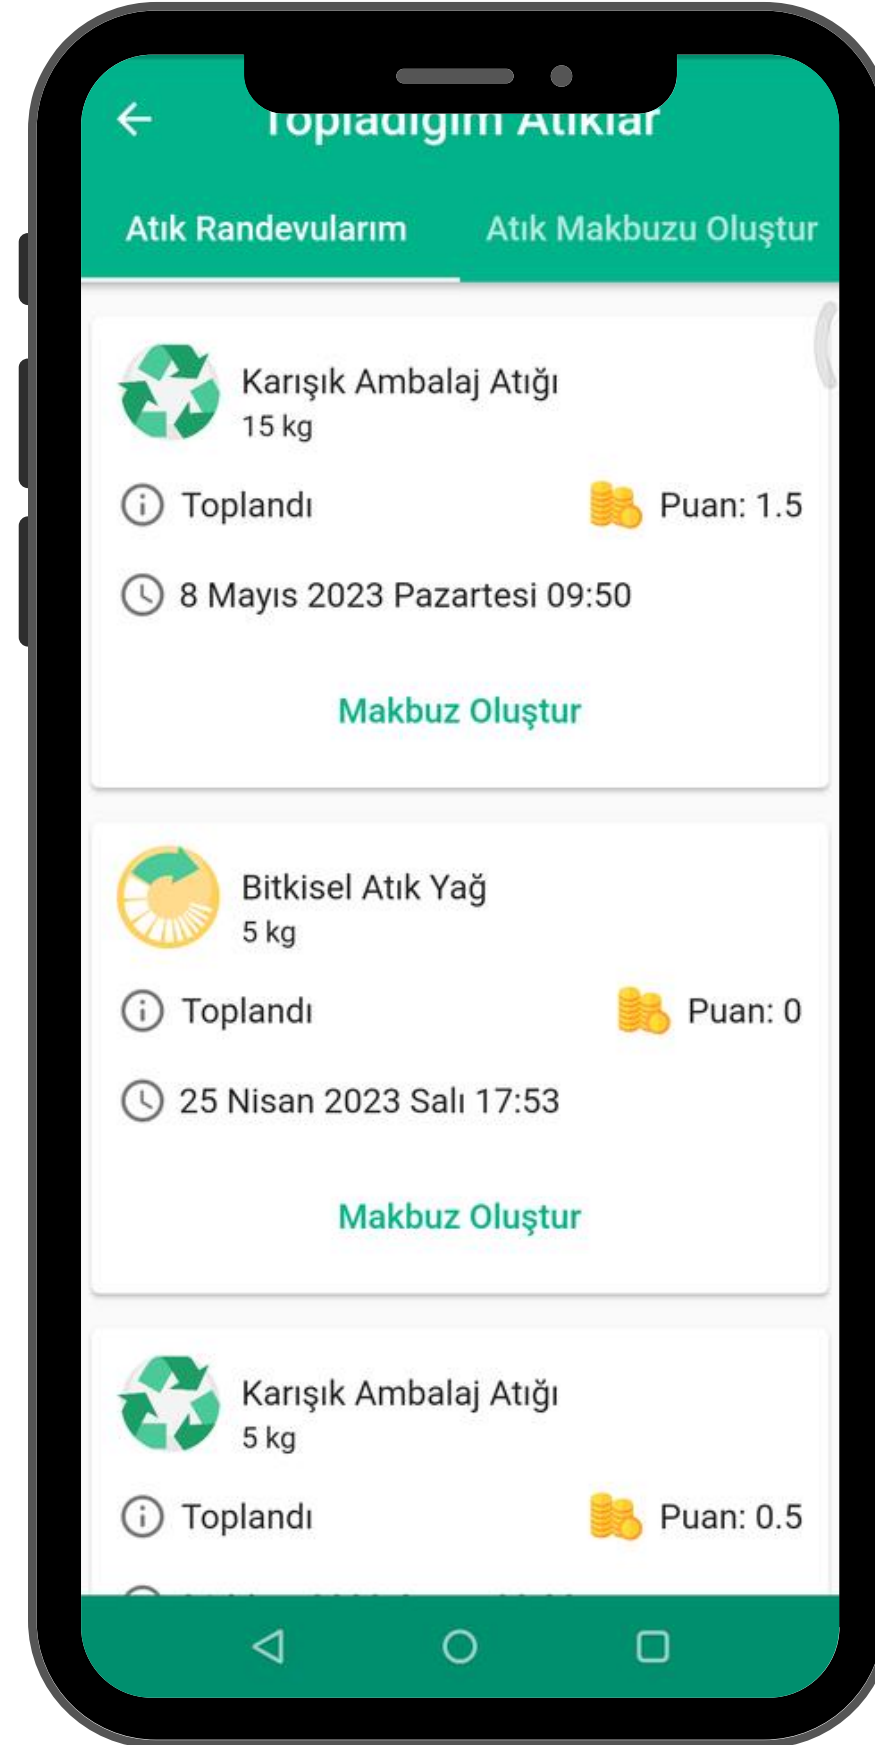 Topladığım Atıklar
Atık Randevularım
Atık Makbuzu Oluştur
Karışık Ambalaj Atığı
15 kg
Toplandı
Puan: 1.5
8 Mayıs 2023 Pazartesi 09:50
Makbuz Oluştur
Bitkisel Atık Yağ
5 kg
Toplandı
Puan: 0
25 Nisan 2023 Salı 17:53
Makbuz Oluştur
Karışık Ambalaj Atığı
5 kg
Toplandı
Puan: 0.5